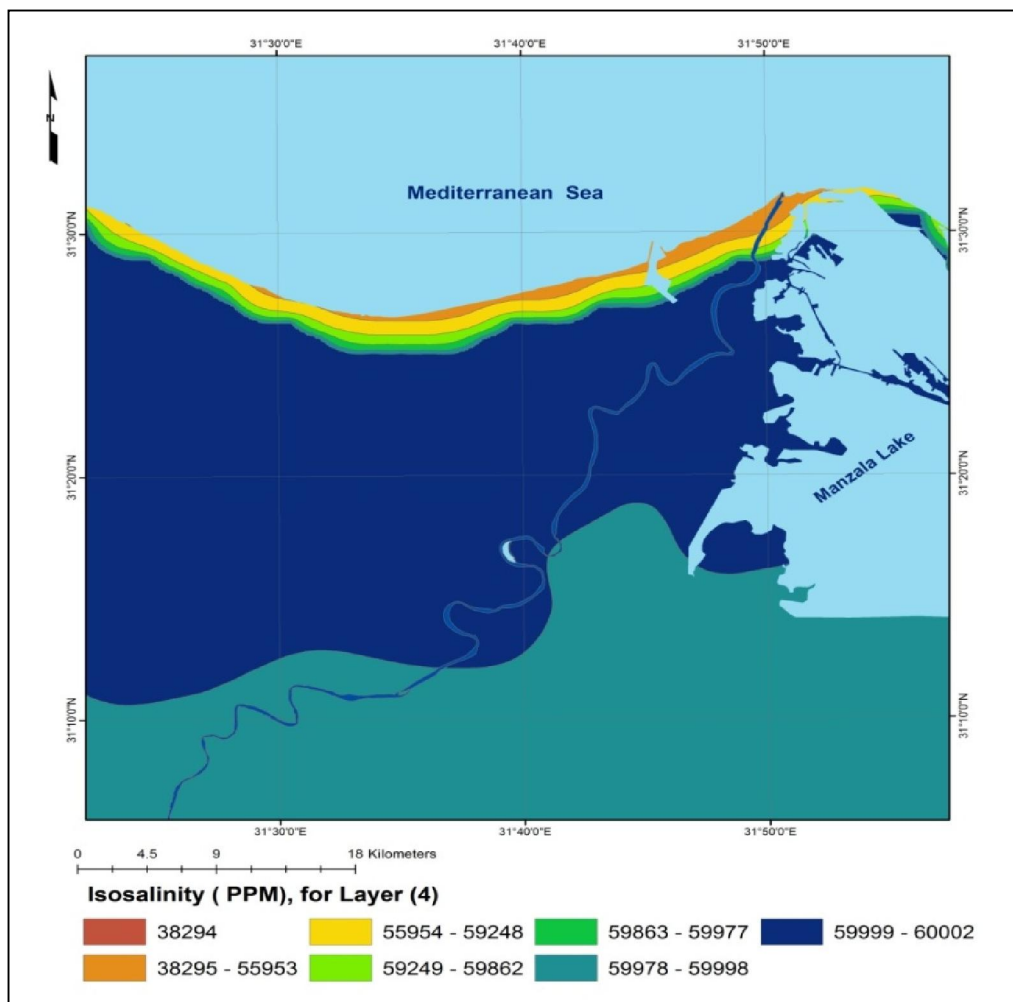 31°30'0"E 31°40'0"E 31°50'0"E
N
Mediterranean Sea
31°30'0"N 31°30'0"N
31°20'0"N 31°20'0"N
Manzala Lake
31°10'0"N 31°10'0"N
31°30'0"E 31°40'0"E 31°50'0"E
0 4.5 9 18 Kilometers
Isosalinity ( PPM), for Layer (4)
38294 55954 - 59248 59863 - 59977 59999 - 60002
38295 - 55953 59249 - 59862 59978 - 59998